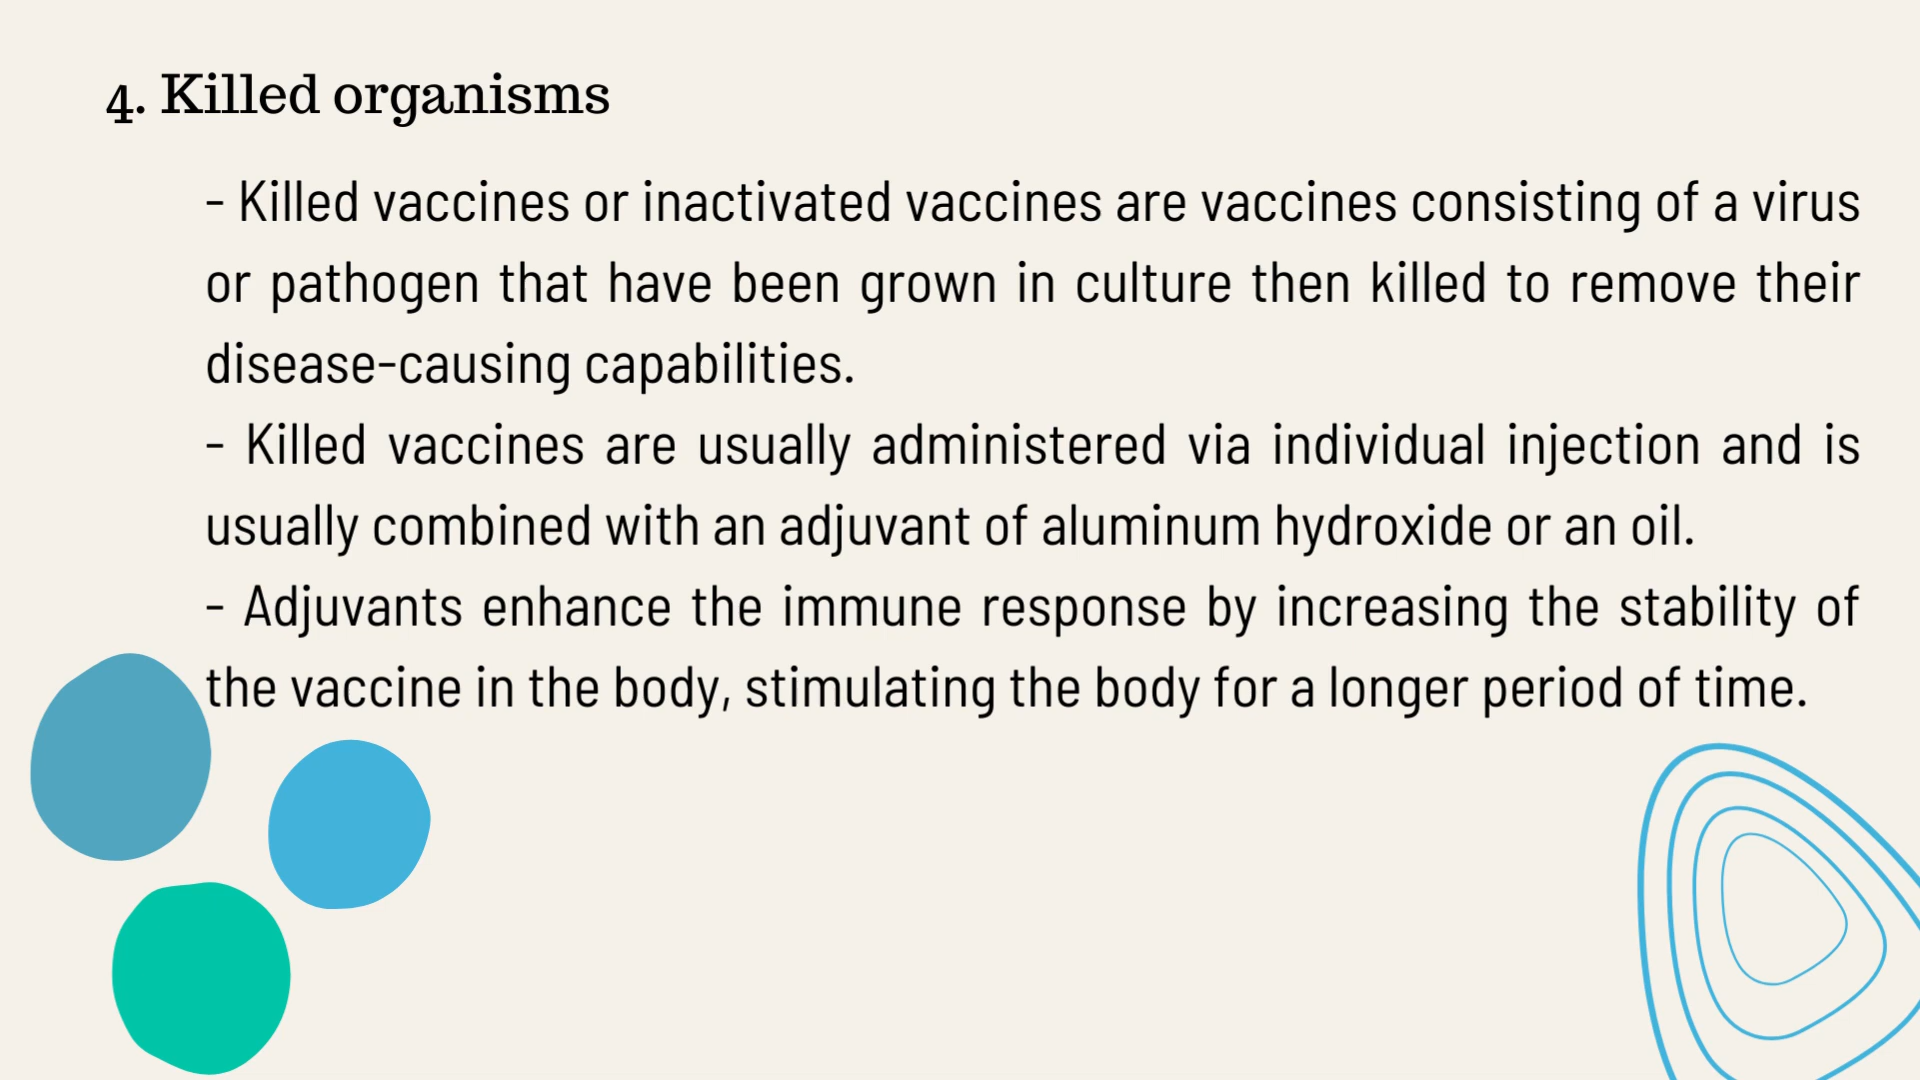 4. Killed organisms
- Killed vaccines or inactivated vaccines are vaccines consisting of a virus
or pathogen that have been grown in culture then killed to remove their
disease-causing capabilities.
- Killed vaccines are usually administered via individual injection and is
usually combined with an adjuvant of aluminum hydroxide or an oil.
- Adjuvants enhance the immune response by increasing the stability of
the vaccine in the body, stimulating the body for a longer period of time.